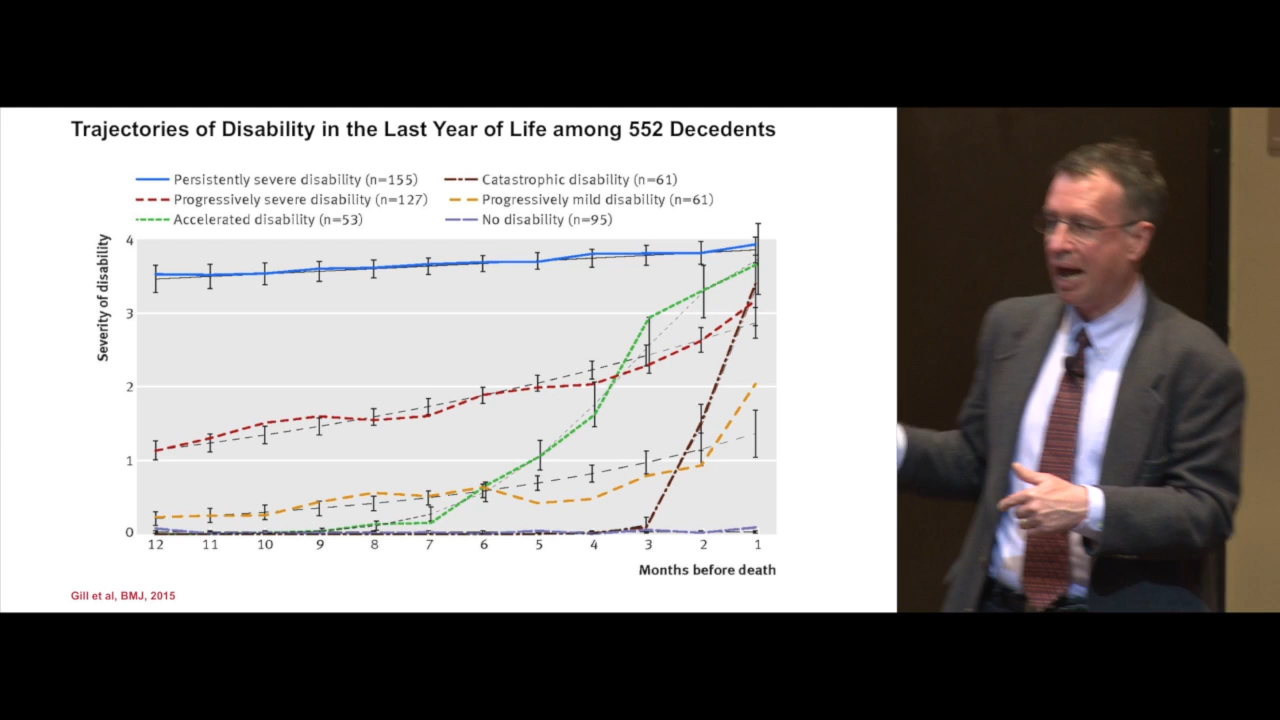 Trajectories of Disability in the Last Year of Life among 552 Decedents
Persistently severe disability (n=155)
Catastrophic disability (n=61)
Progressively severe disability (n=127)
Progressively mild disability (n=61)
Accelerated disability (n=53)
No disability (n=95)
Severity of disability
4
3
2
1
0
12 11 10 9 8 7 6 5 4 3 2 1
Months before death
Gill et al, BMJ, 2015